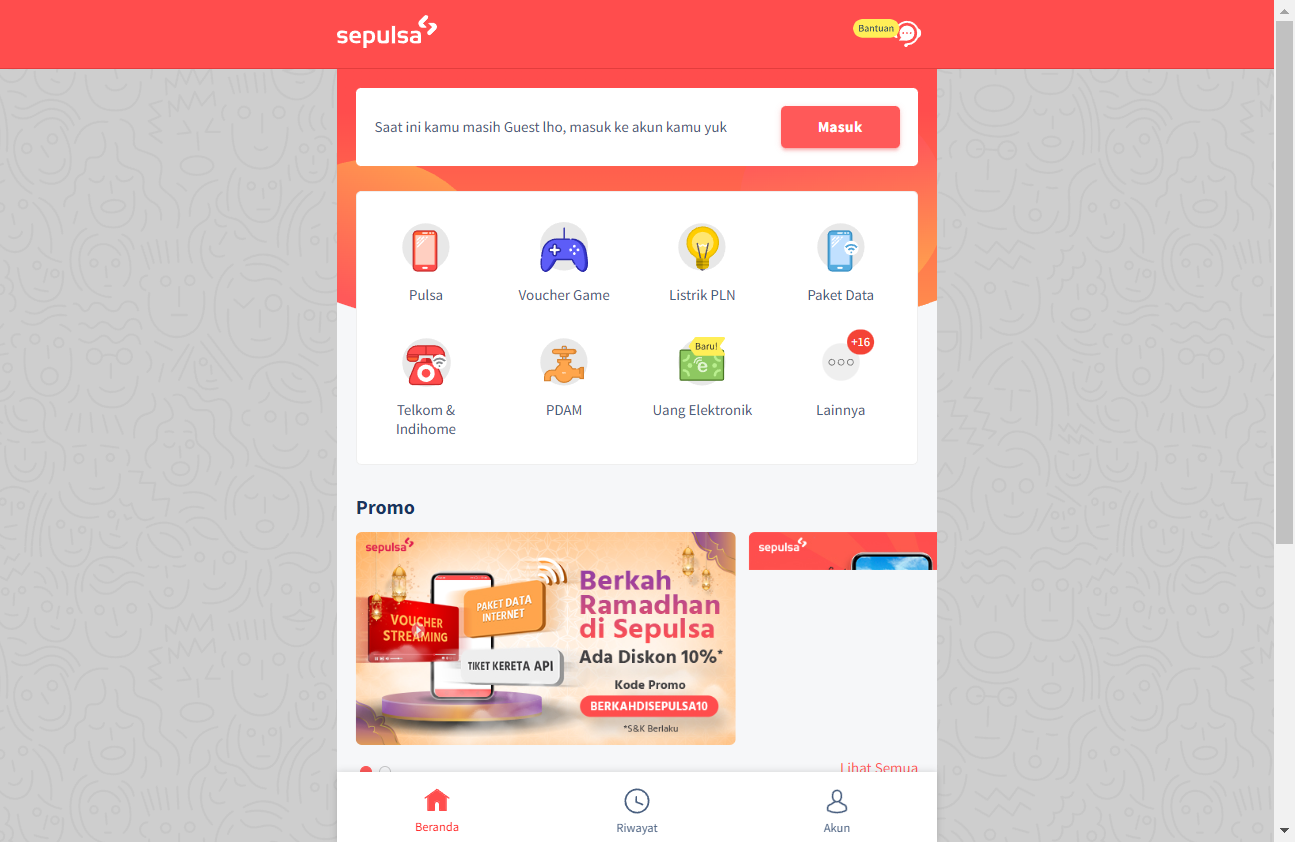 sepulsa
Bantuan
Saat ini kamu masih Guest lho, masuk ke akun kamu yuk
Masuk
Pulsa
Voucher Game
Listrik PLN
Paket Data
Baru!
+16
Telkom &
Indihome
PDAM
Uang Elektronik
Lainnya
Promo
sepulsa
VOUCHER
STREAMING
PAKET DATA
INTERNET
TIKET KERETA API
Berkah
Ramadhan
di Sepulsa
Ada Diskon 10%*
Kode Promo
BERKAHDISEPULSA10
*S&K Berlaku
sepulsa
Lihat Semua
Beranda
Riwayat
Akun